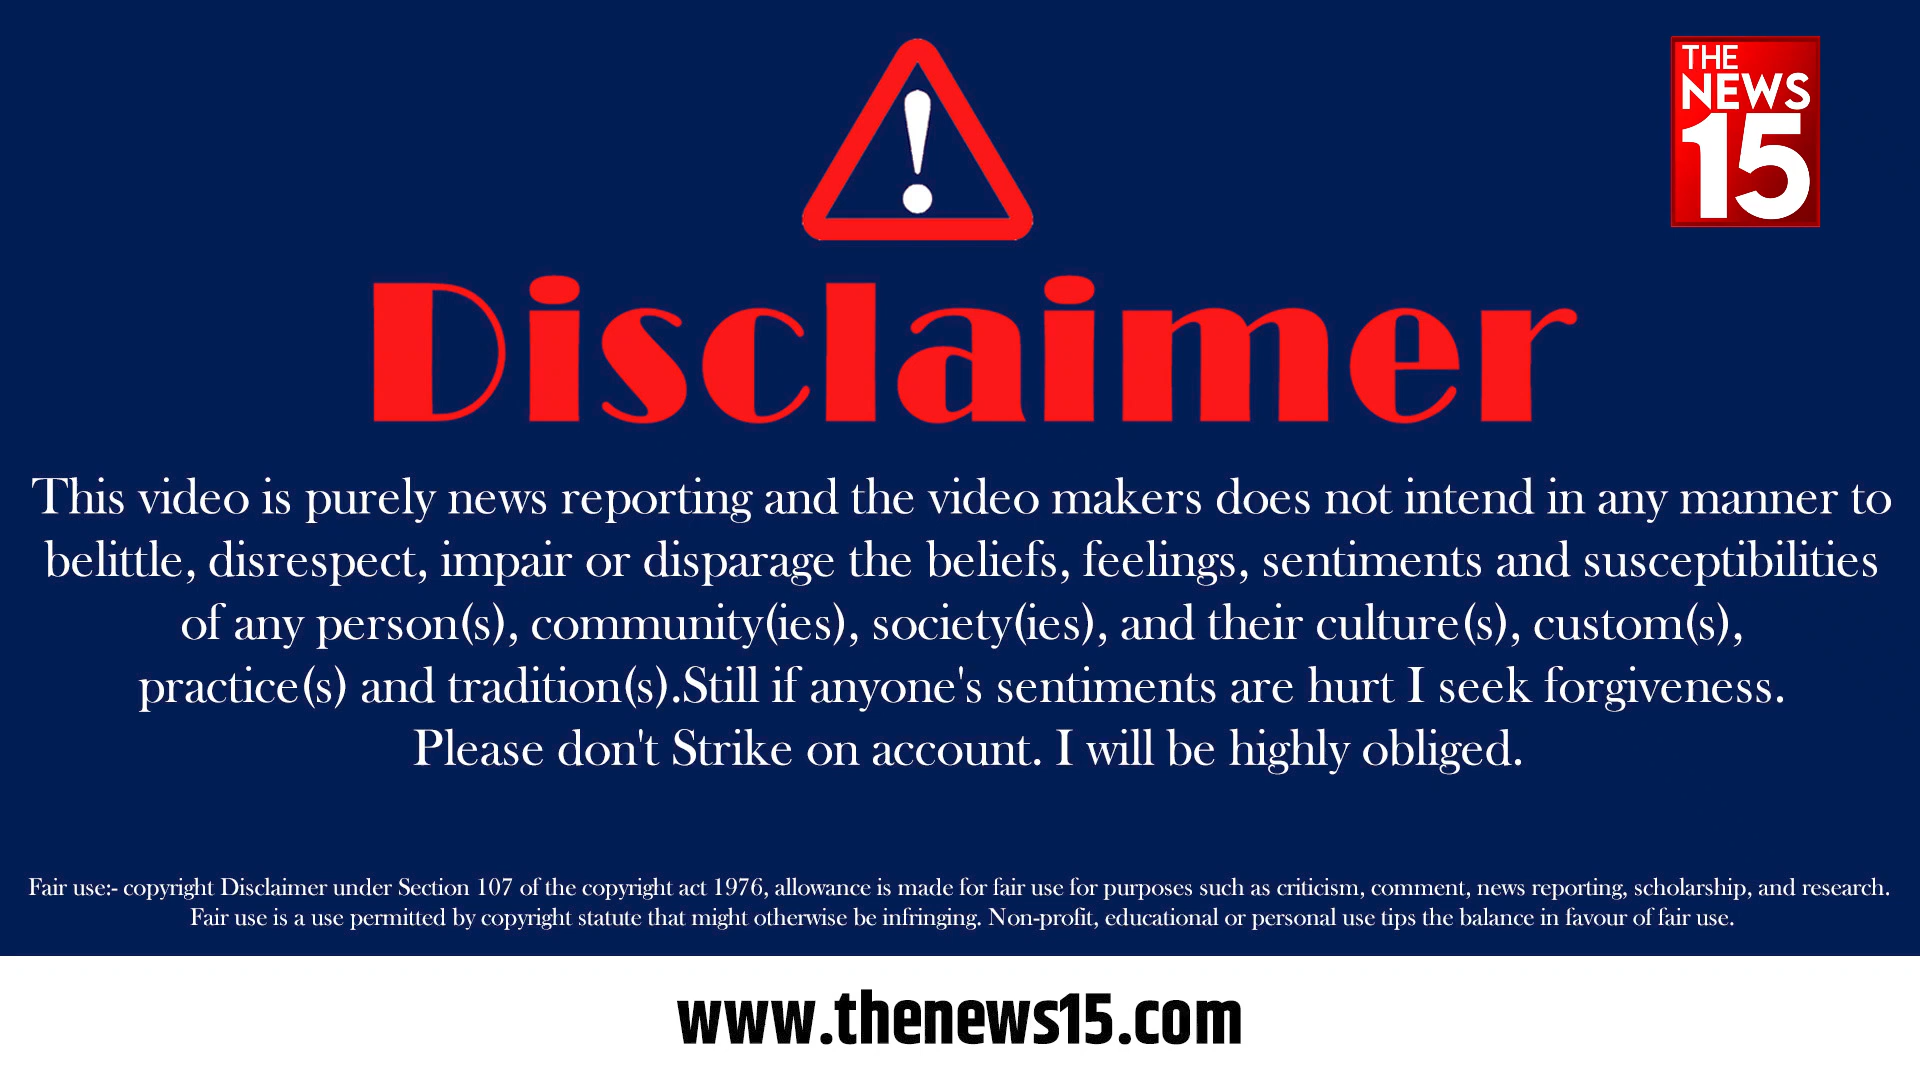 THE
NEWS
15
Disclaimer
This video is purely news reporting and the video makers does not intend in any manner to
belittle, disrespect, impair or disparage the beliefs, feelings, sentiments and susceptibilities
of any person(s), community(ies), society(ies), and their culture(s), custom(s),
practice(s) and tradition(s).Still if anyone's sentiments are hurt I seek forgiveness.
Please don't Strike on account. I will be highly obliged.
Fair use:- copyright Disclaimer under Section 107 of the copyright act 1976, allowance is made for fair use for purposes such as criticism, comment, news reporting, scholarship, and research.
Fair use is a use permitted by copyright statute that might otherwise be infringing. Non-profit, educational or personal use tips the balance in favour of fair use.
www.thenews15.com